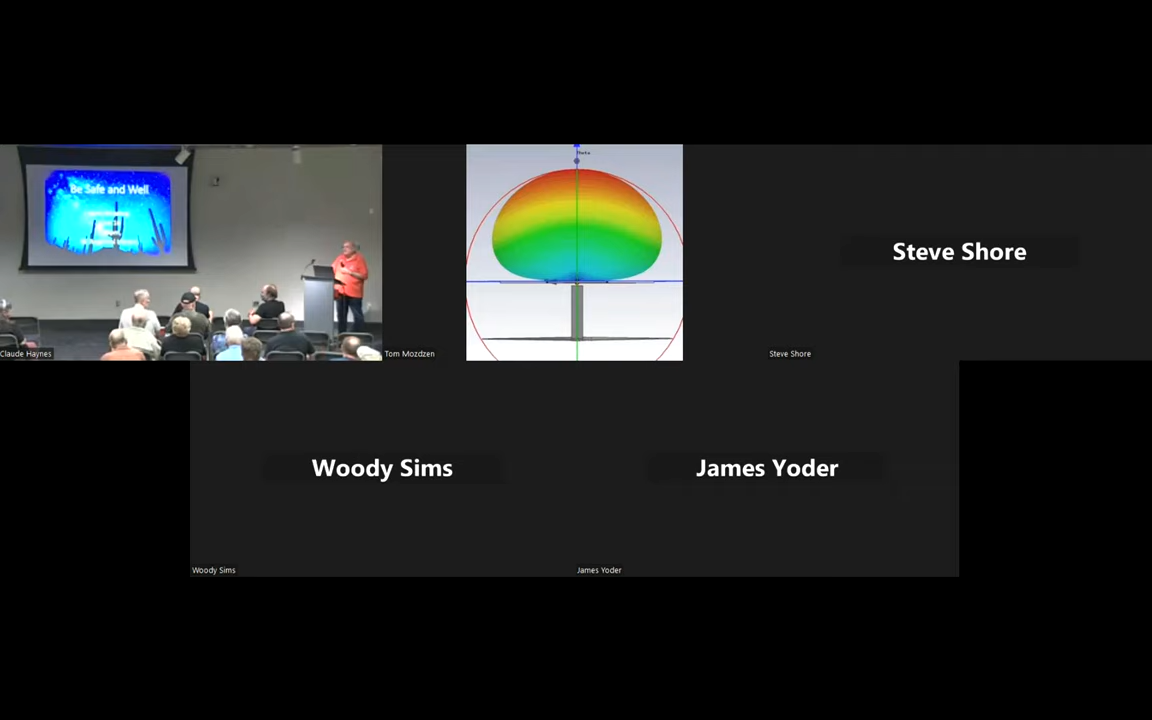 Be Safe and Well
Claude Haynes
Tom Mozdzen
Steve Shore
Steve Shore
Woody Sims
James Yoder
Woody Sims
James Yoder